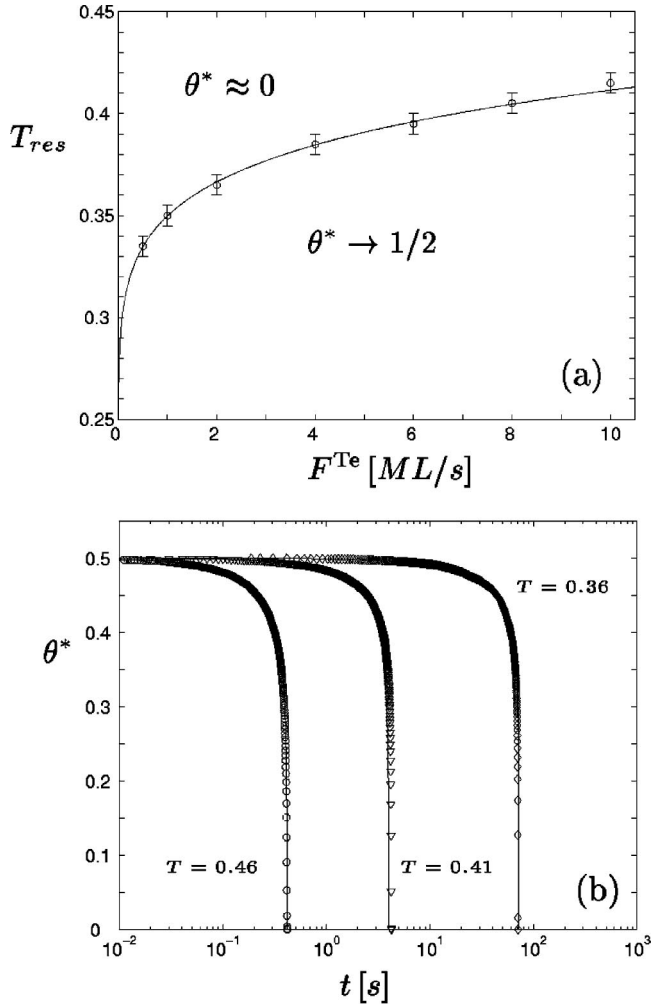 0.45
θ* ≈ 0
0.4
T_res
0.35
θ* → 1/2
0.3
(a)
0.25
0 2 4 6 8 10
F^Te [ML/s]
0.5
T = 0.36
0.4
θ*
0.3
0.2
0.1
T = 0.46 T = 0.41
(b)
0
10^-2 10^-1 10^0 10^1 10^2 10^3
t [s]